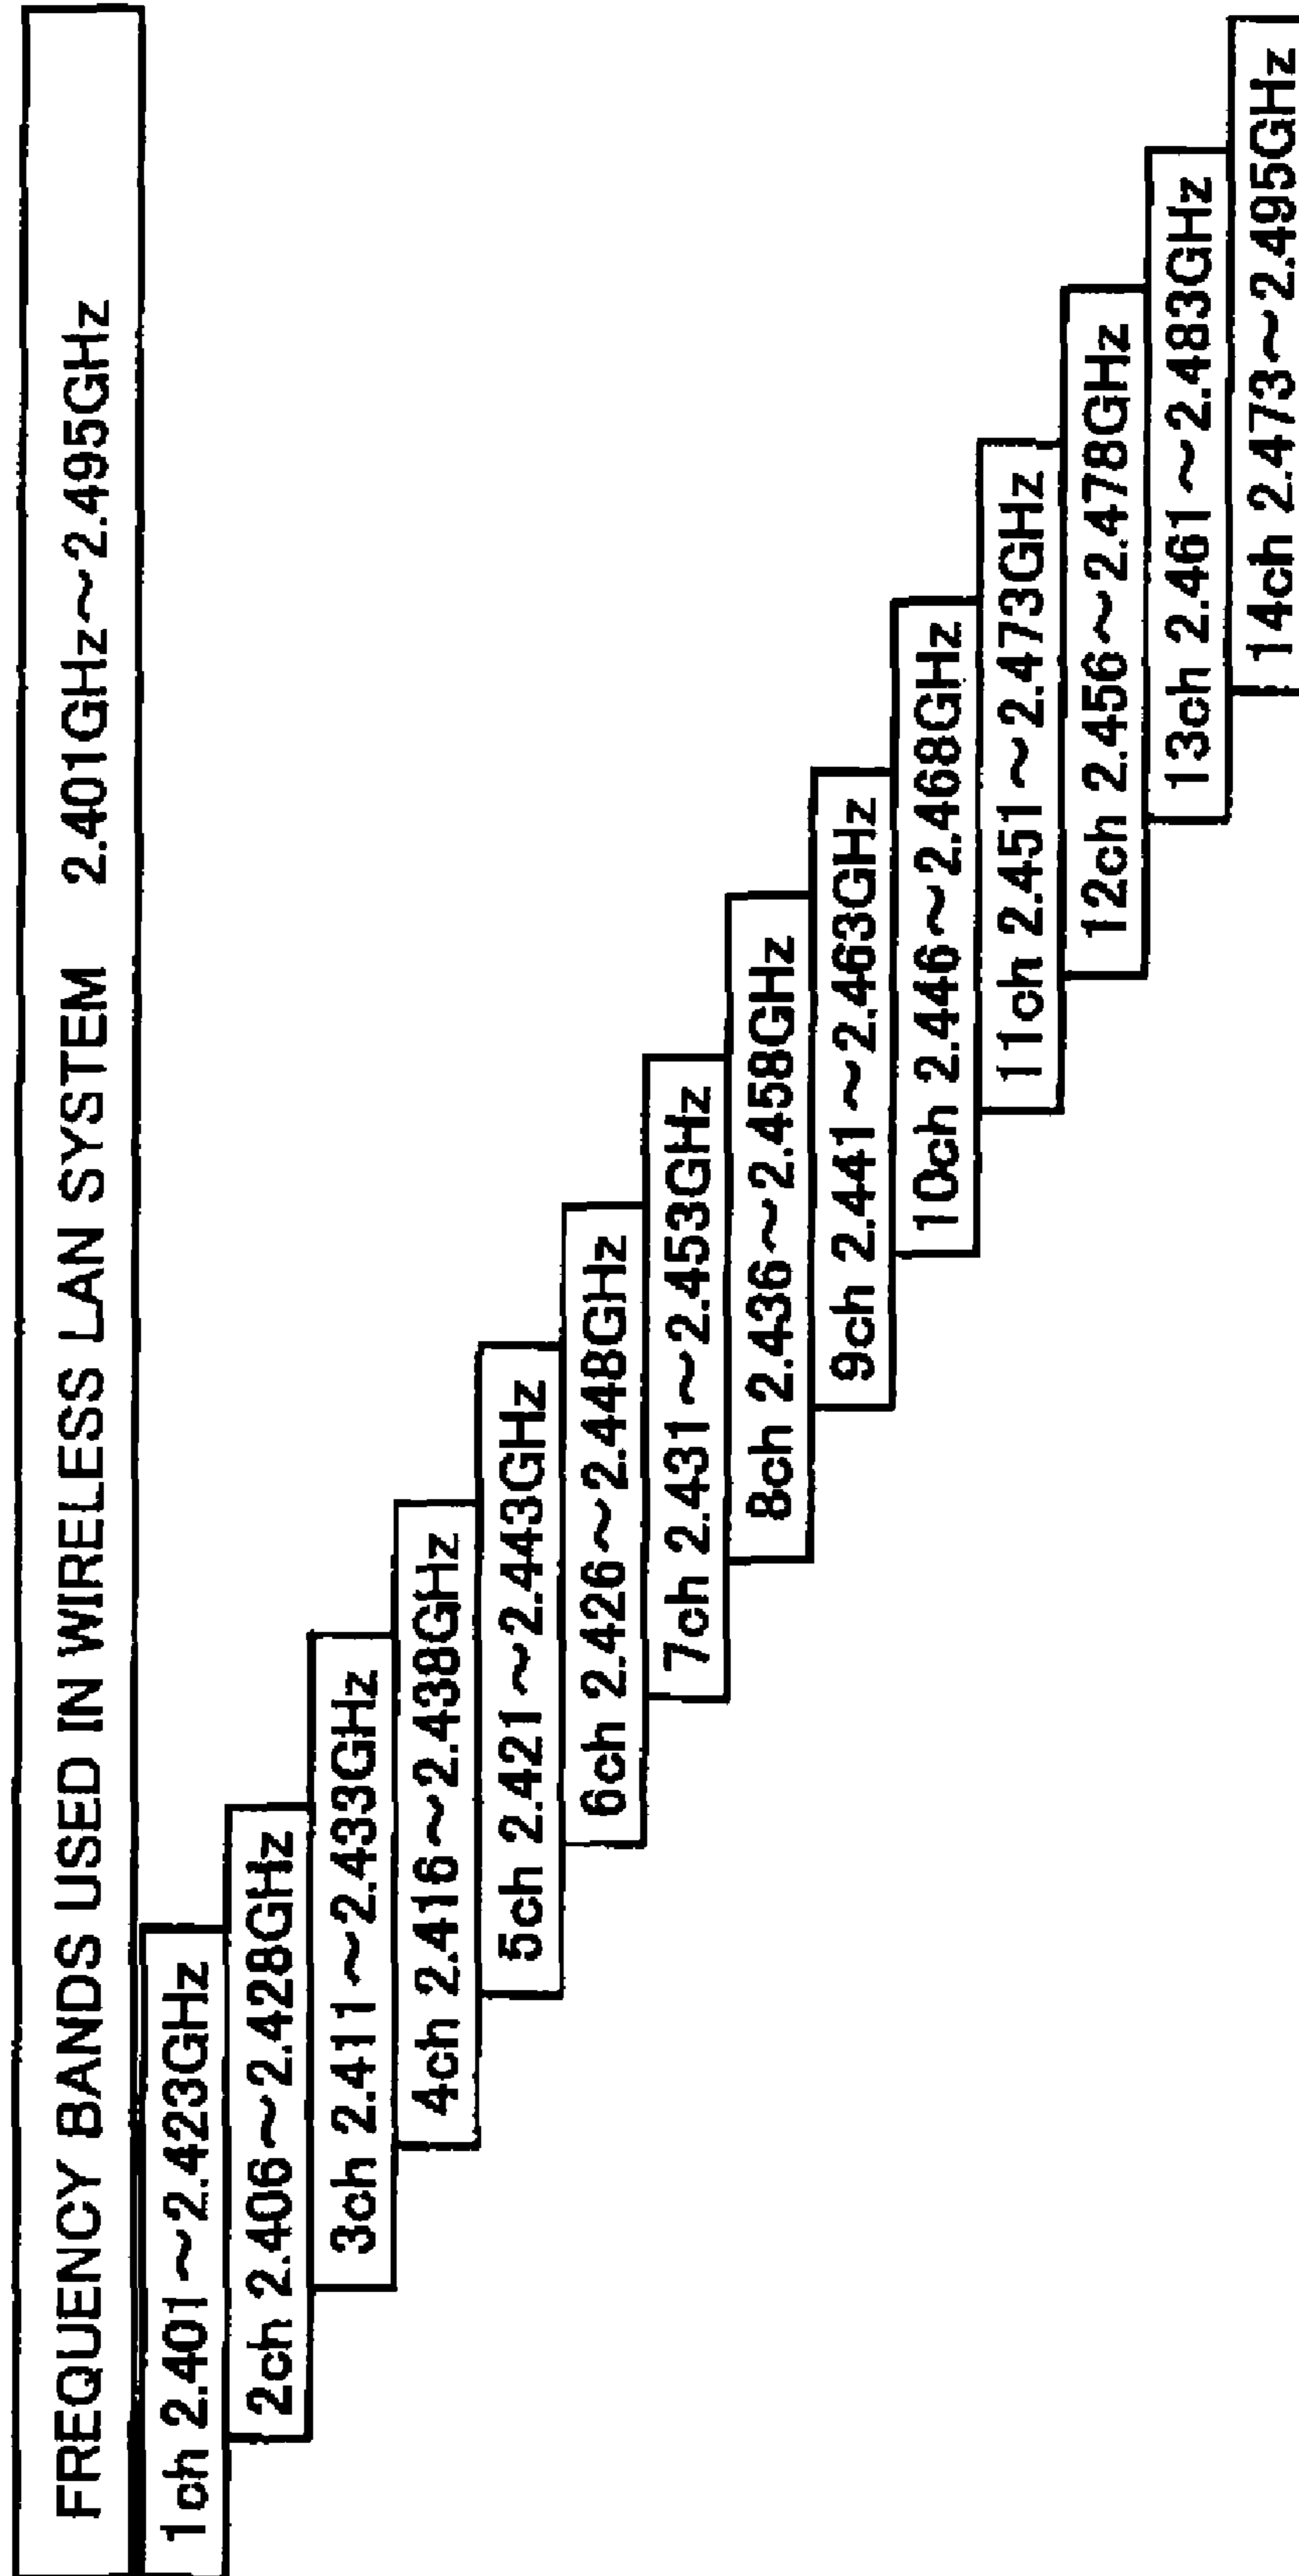 FREQUENCY BANDS USED IN WIRELESS LAN SYSTEM 2.401GHz~2.495GHz
1ch 2.401~2.423GHz
2ch 2.406~2.428GHz
3ch 2.411~2.433GHz
4ch 2.416~2.438GHz
5ch 2.421~2.443GHz
6ch 2.426~2.448GHz
7ch 2.431~2.453GHz
8ch 2.436~2.458GHz
9ch 2.441~2.463GHz
10ch 2.446~2.468GHz
11ch 2.451~2.473GHz
12ch 2.456~2.478GHz
13ch 2.461~2.483GHz
14ch 2.473~2.495GHz